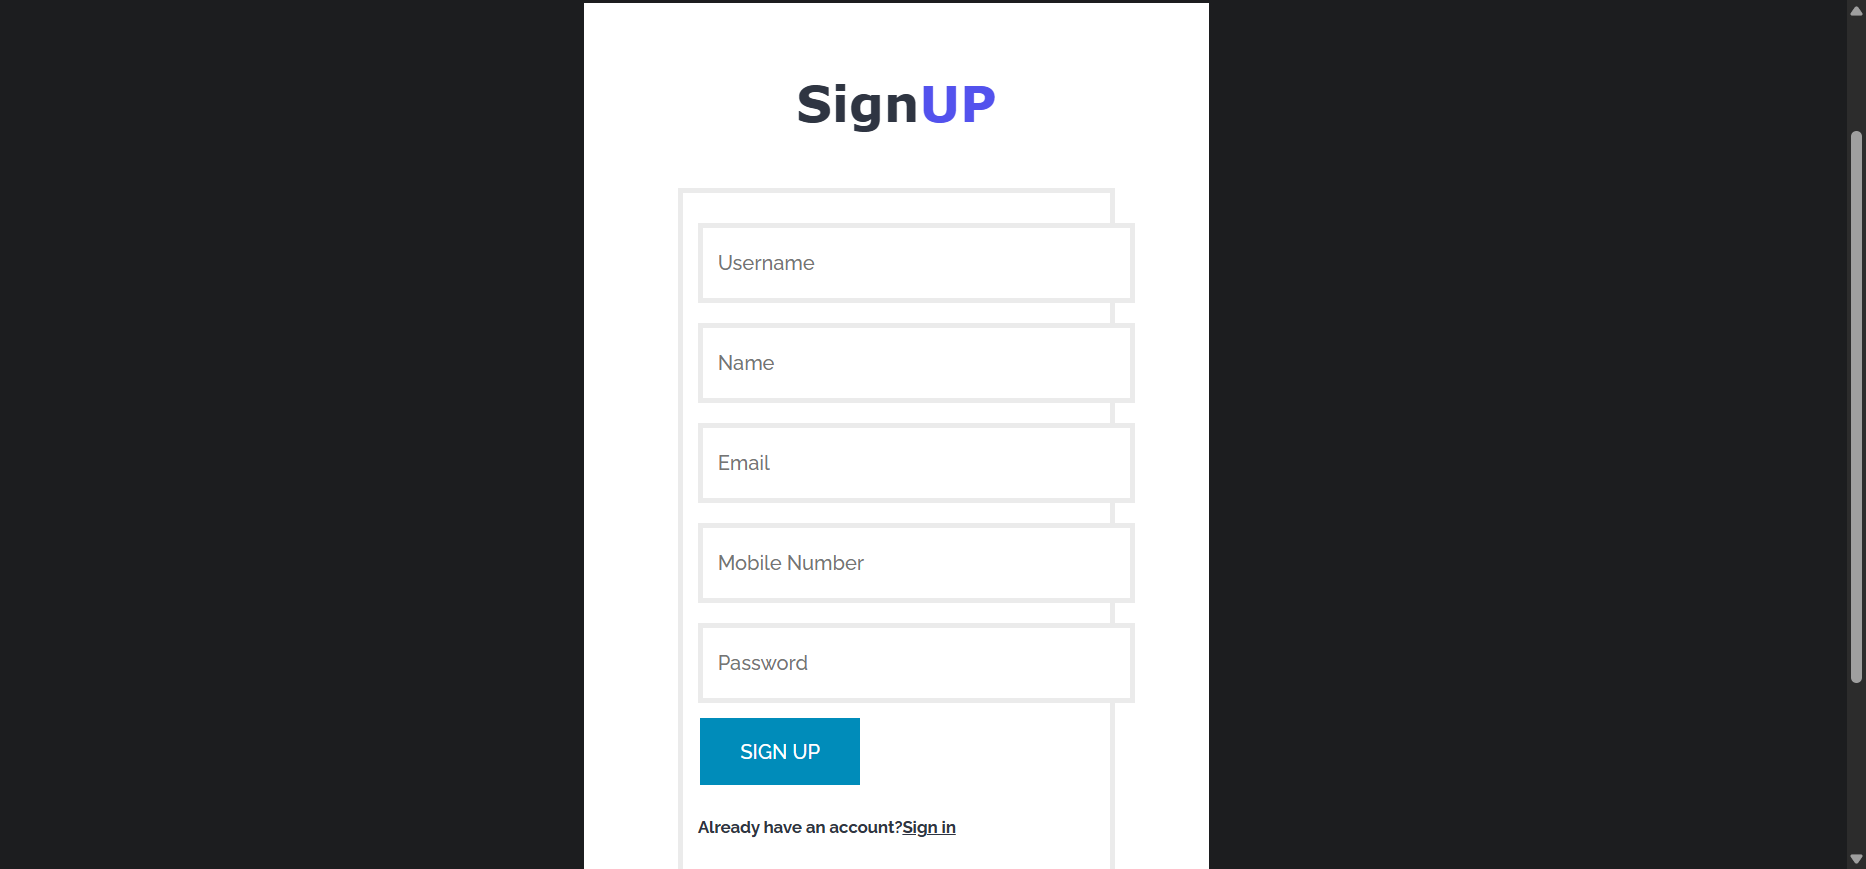 SignUP
Username
Name
Email
Mobile Number
Password
SIGN UP
Already have an account?Sign in